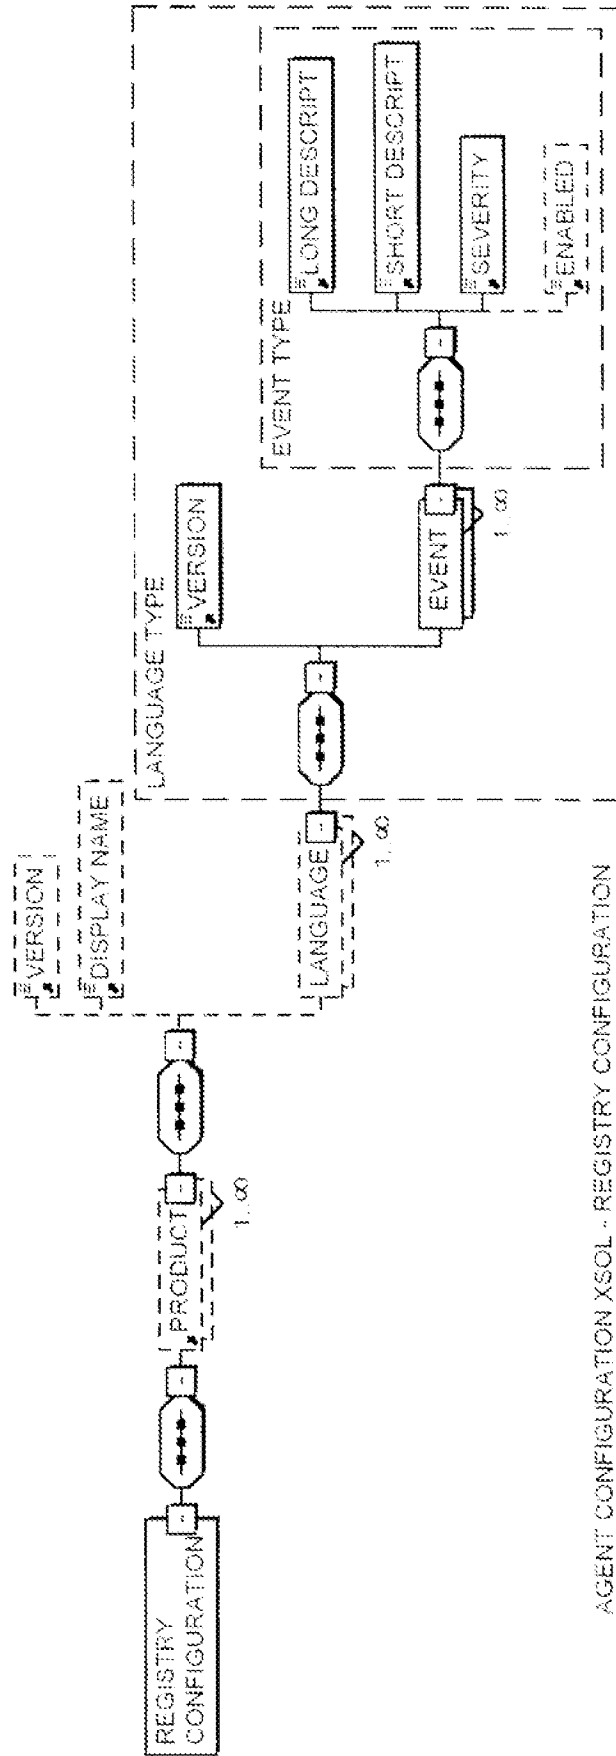 REGISTRY
CONFIGURATION
PRODUCT
1..∞
VERSION
DISPLAY NAME
LANGUAGE
1..∞
LANGUAGE TYPE
VERSION
EVENT
1..∞
EVENT TYPE
LONG DESCRIPT
SHORT DESCRIPT
SEVERITY
ENABLED
AGENT CONFIGURATION XSOL - REGISTRY CONFIGURATION